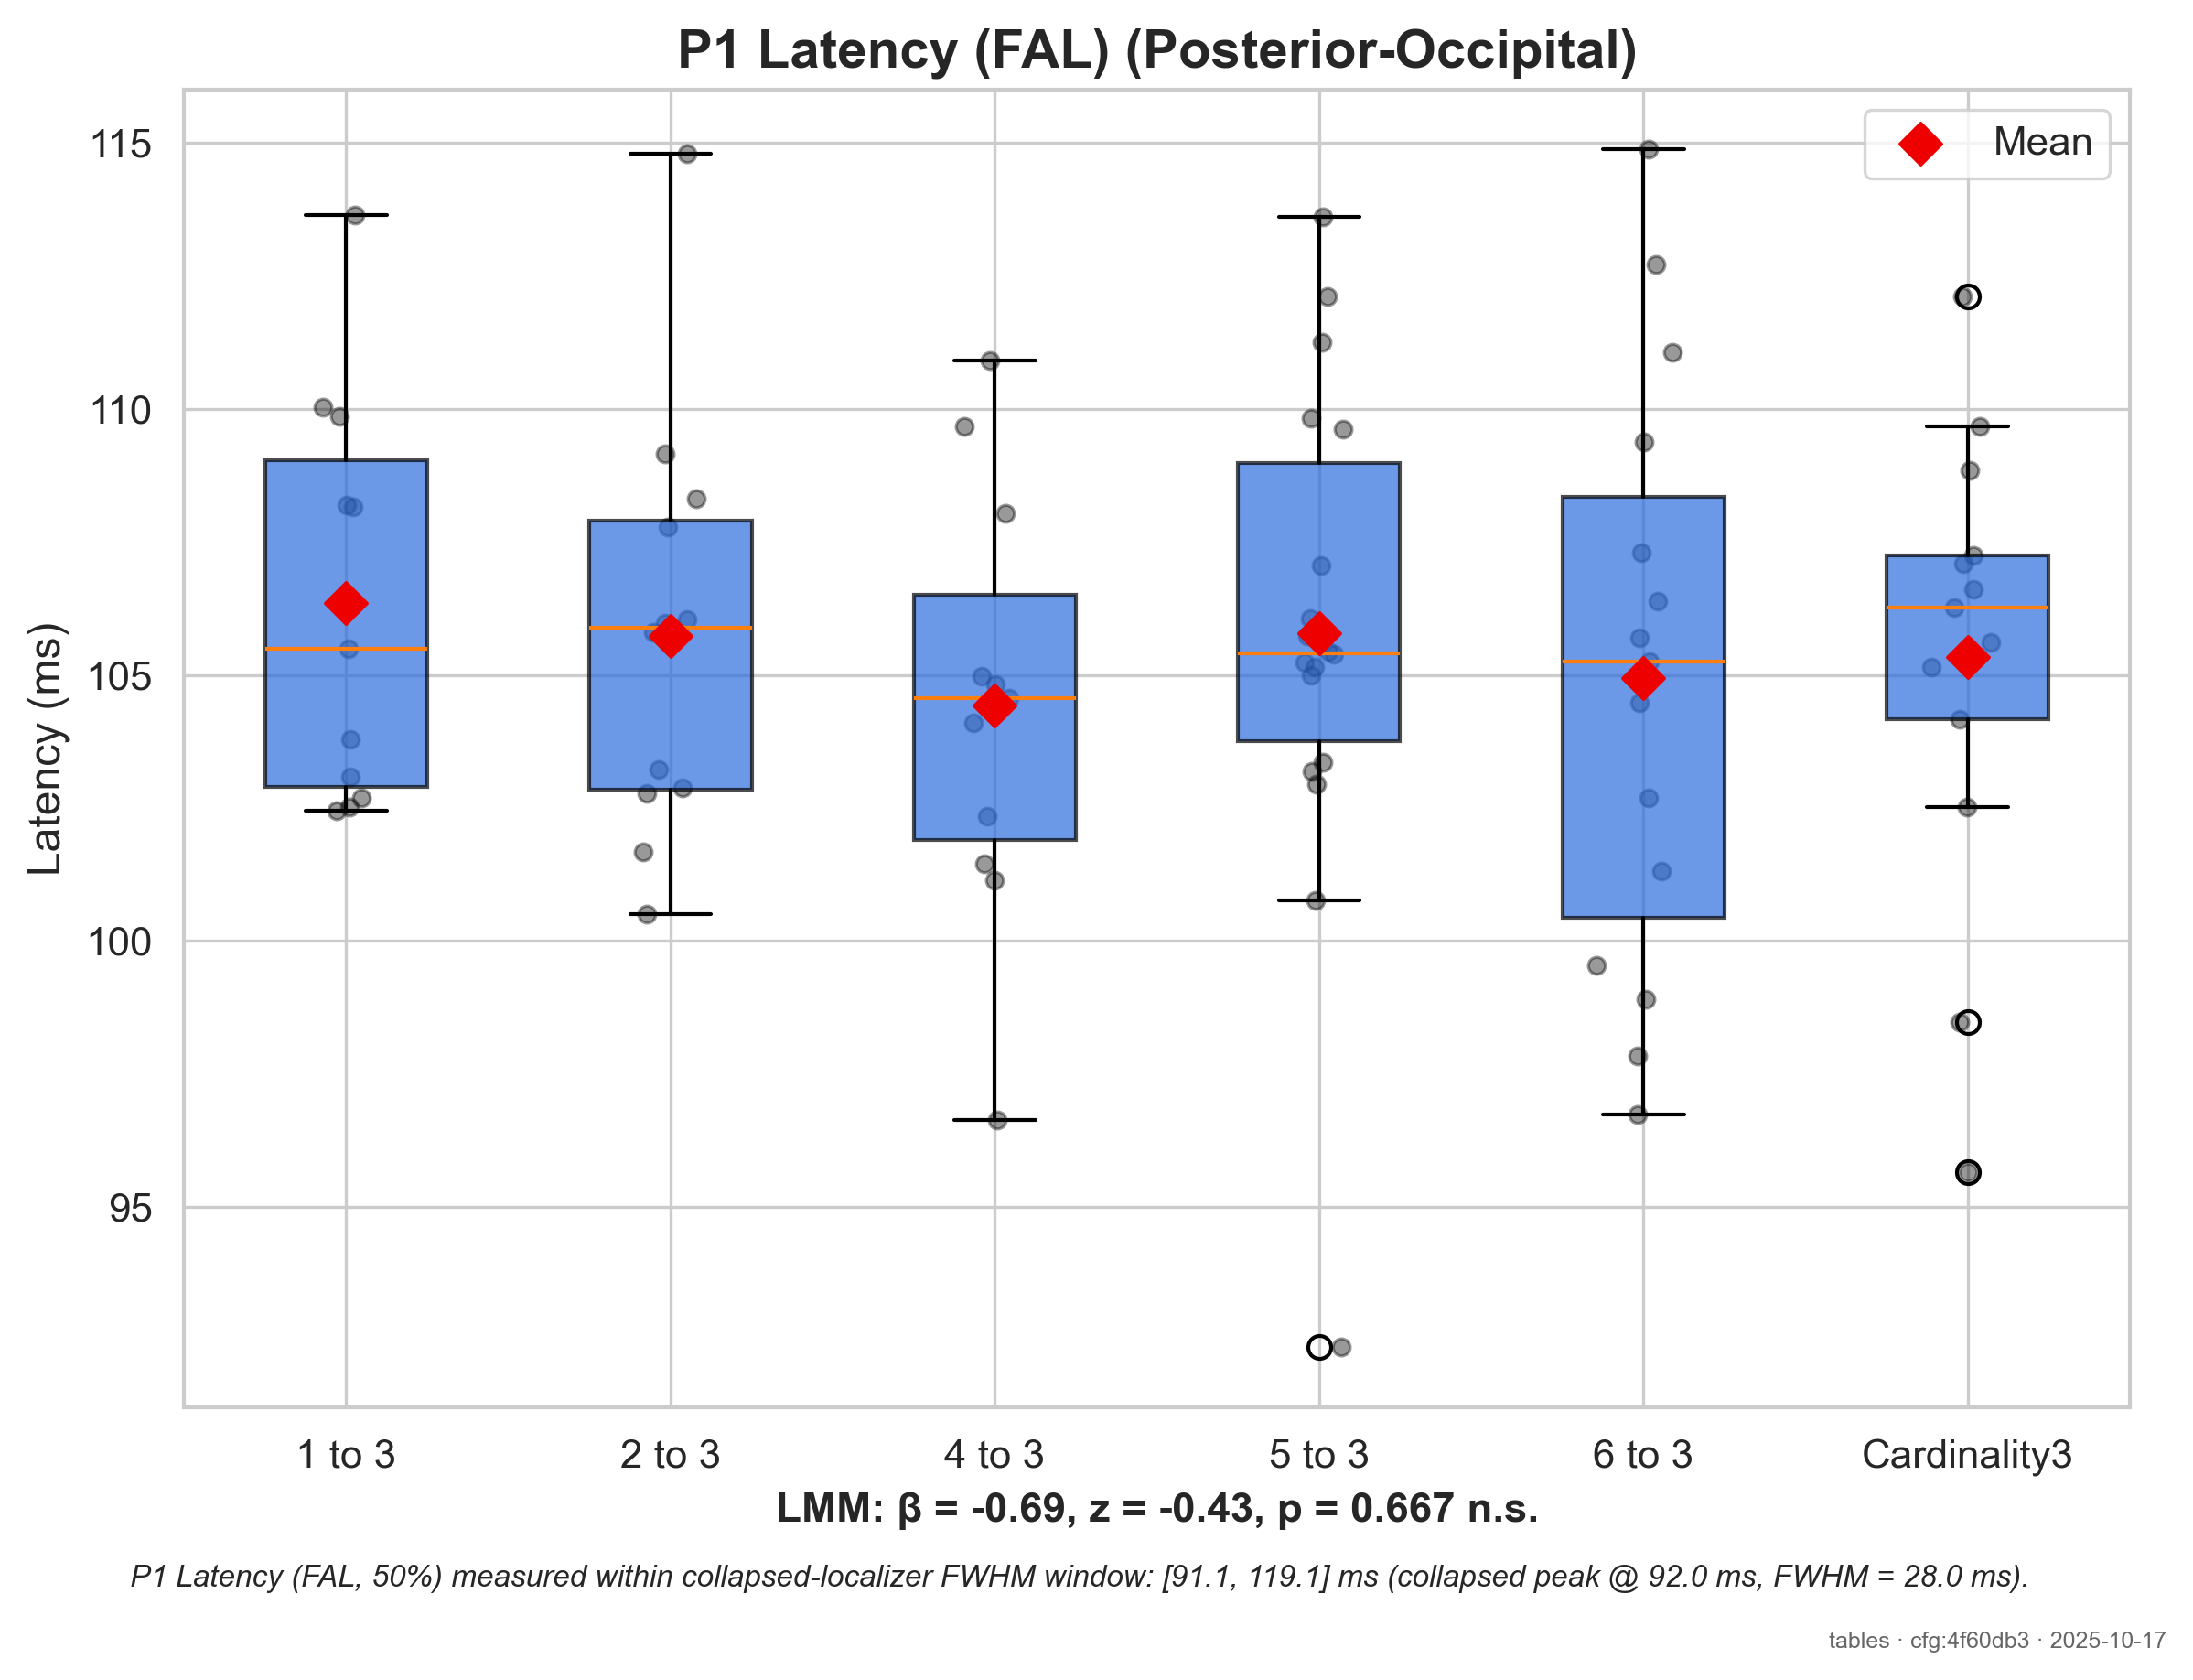 P1 Latency (FAL) (Posterior-Occipital)
Mean
115
110
105
100
95
Latency (ms)
1 to 3
2 to 3
4 to 3
5 to 3
6 to 3
Cardinality3
LMM: β = -0.69, z = -0.43, p = 0.667 n.s.
P1 Latency (FAL, 50%) measured within collapsed-localizer FWHM window: [91.1, 119.1] ms (collapsed peak @ 92.0 ms, FWHM = 28.0 ms).
tables · cfg:4f60db3 · 2025-10-17